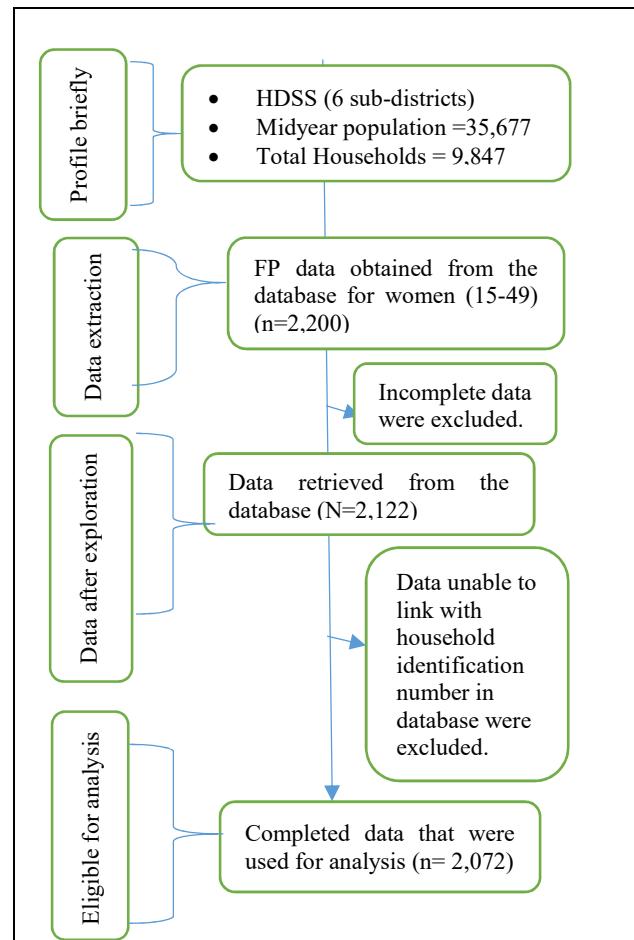 Profile briefly
• HDSS (6 sub-districts)
• Midyear population =35,677
• Total Households = 9,847
Data extraction
FP data obtained from the
database for women (15-49)
(n=2,200)
Incomplete data
were excluded.
Data after exploration
Data retrieved from the
database (N=2,122)
Data unable to
link with
household
identification
number in
database were
excluded.
Eligible for analysis
Completed data that were
used for analysis (n= 2,072)